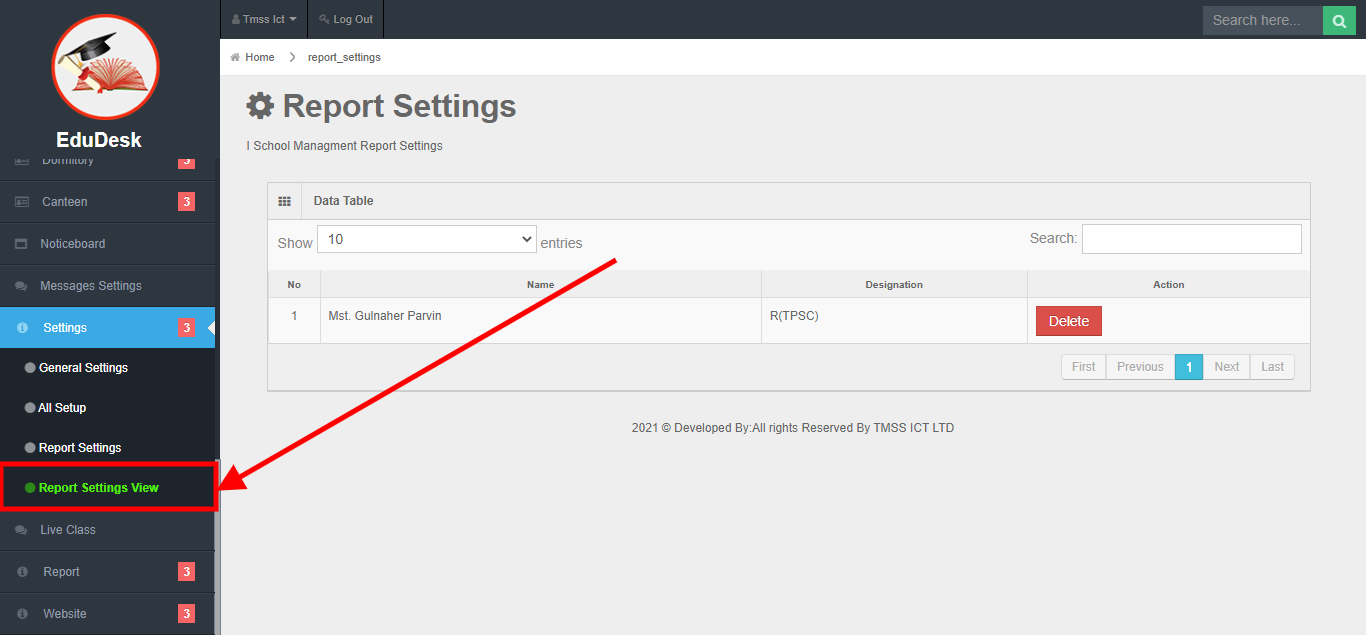 Tmss Ict
Log Out
Search here...
Home
report_settings
EduDesk
Dormitory 3
Canteen 3
Noticeboard
Messages Settings
Settings 3
General Settings
All Setup
Report Settings
Report Settings View
Live Class
Report 3
Website 3
Report Settings
I School Managment Report Settings
Data Table
Show 10 entries
Search:
No Name Designation Action
1 Mst. Gulnaher Parvin R(TPSC) Delete
First Previous 1 Next Last
2021 © Developed By:All rights Reserved By TMSS ICT LTD